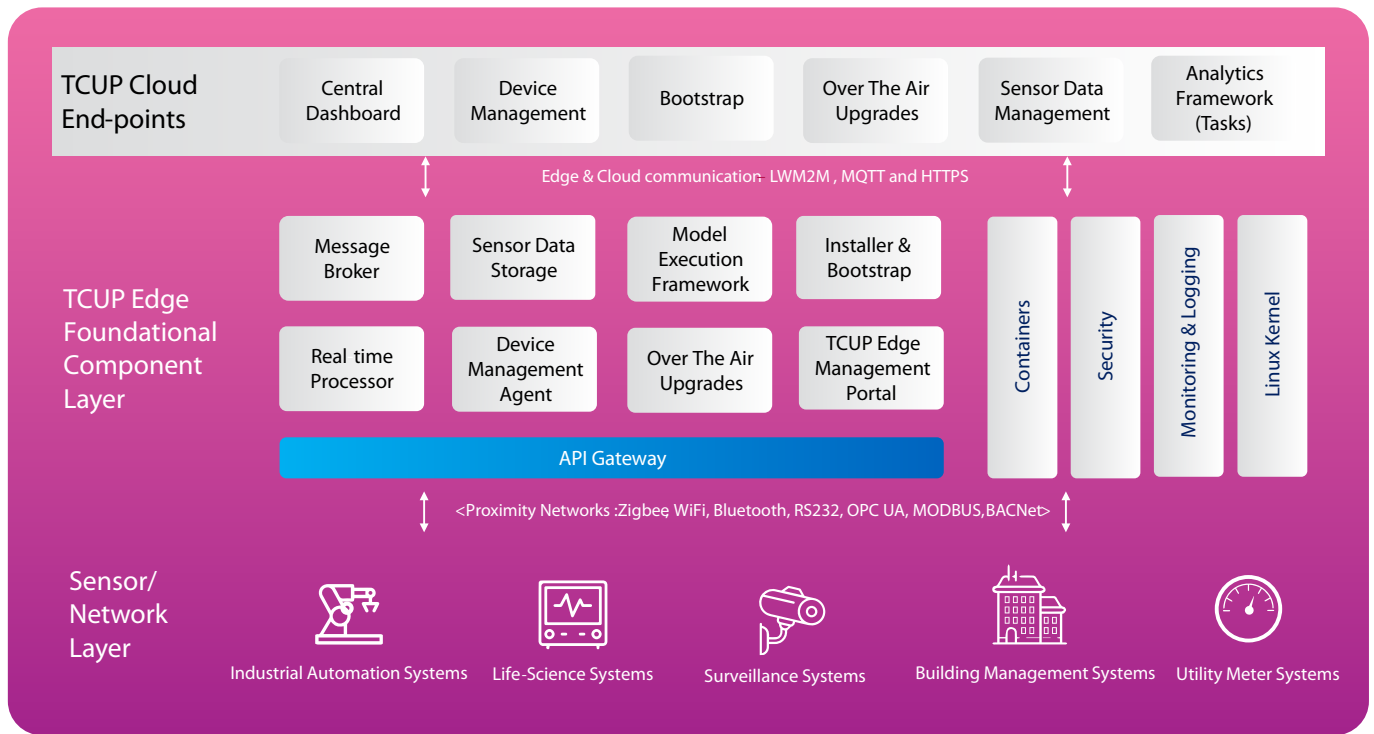 TCUP Cloud
End-points
Central
Dashboard
Device
Management
Bootstrap
Over The Air
Upgrades
Sensor Data
Management
Analytics
Framework
(Tasks)
Edge & Cloud communication- LWM2M , MQTT and HTTPS
TCUP Edge
Foundational
Component
Layer
Message
Broker
Sensor Data
Storage
Model
Execution
Framework
Installer &
Bootstrap
Real time
Processor
Device
Management
Agent
Over The Air
Upgrades
TCUP Edge
Management
Portal
API Gateway
Containers
Security
Monitoring & Logging
Linux Kernel
<Proximity Networks :Zigbee, WiFi, Bluetooth, RS232, OPC UA, MODBUS,BACNet>
Sensor/
Network
Layer
Industrial Automation Systems
Life-Science Systems
Surveillance Systems
Building Management Systems
Utility Meter Systems